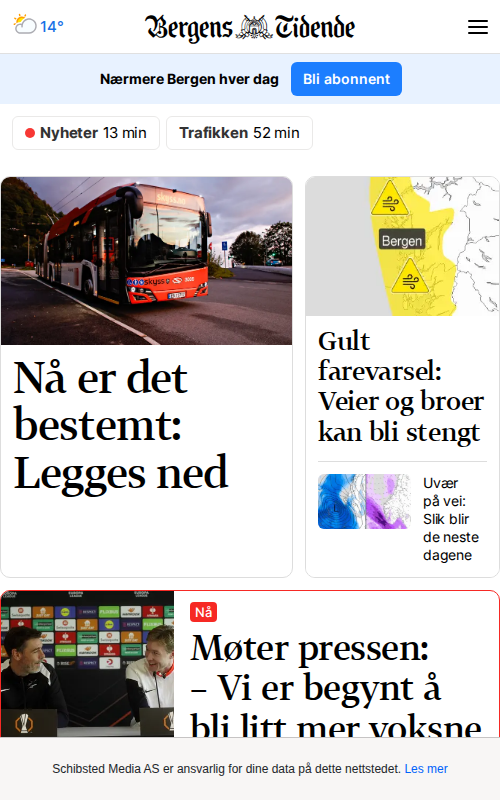 14°
Bergens Tidende
Nærmere Bergen hver dag
Bli abonnent
Nyheter 13 min
Trafikken 52 min
skyss
Bergen
Nå er det
bestemt:
Legges ned
Gult
farevarsel:
Veier og broer
kan bli stengt
Uvær
på vei:
Slik blir
de neste
dagene
Nå
Møter pressen:
– Vi er begynt å
bli litt mer voksne
Schibsted Media AS er ansvarlig for dine data på dette nettstedet. Les mer